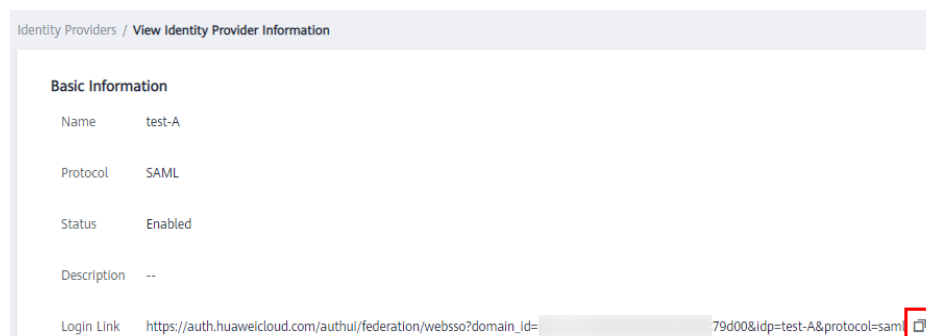 Identity Providers / View Identity Provider Information
Basic Information
Name test-A
Protocol SAML
Status Enabled
Description --
Login Link https://auth.huaweicloud.com/authui/federation/websso?domain_id= 79d00&idp=test-A&protocol=saml